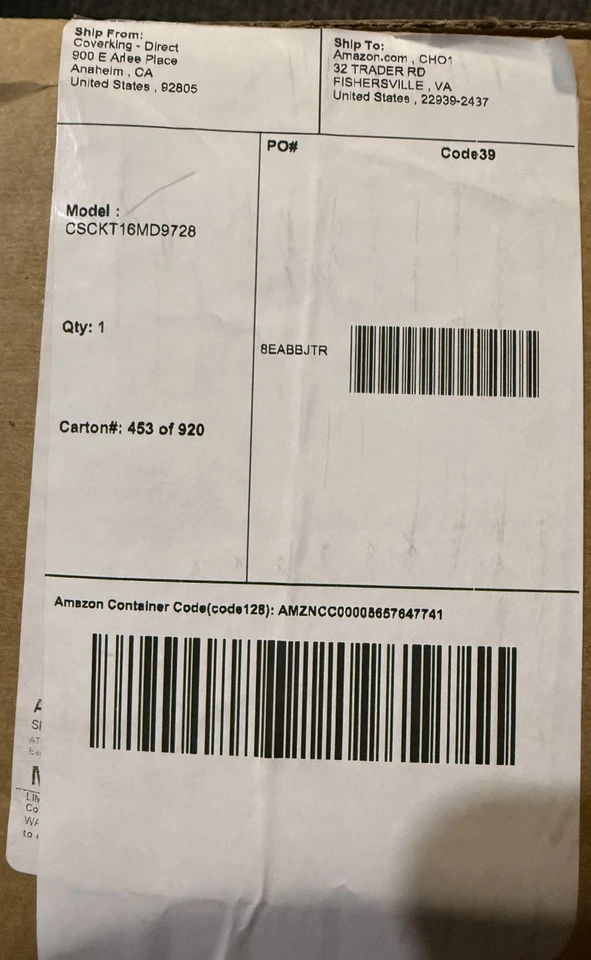 Ship From:
Coverking - Direct
900 E Arlee Place
Anaheim , CA
United States , 92805
Ship To:
Amazon.com , CHO1
32 TRADER RD
FISHERSVILLE , VA
United States , 22939-2437
PO#
Code39
Model :
CSCKT16MD9728
Qty: 1
8EABBJTR
Carton#: 453 of 920
Amazon Container Code(code128): AMZNCC00008657647741
to